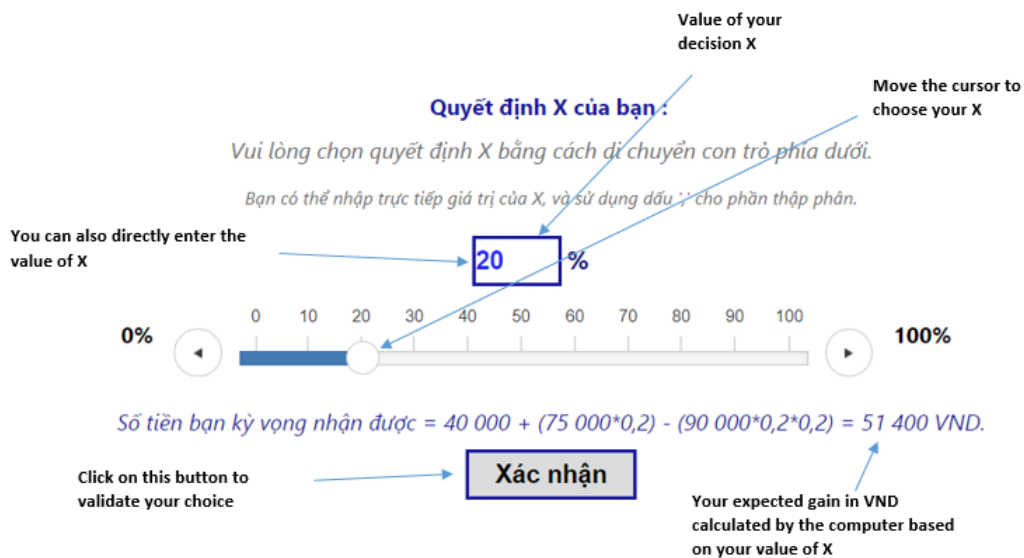 Value of your
decision X
Move the cursor to
choose your X
Quyết định X của bạn :
Vui lòng chọn quyết định X bằng cách di chuyển con trỏ phía dưới.
Bạn có thể nhập trực tiếp giá trị của X, và sử dụng dấu ',' cho phần thập phân.
You can also directly enter the
value of X
20 %
0 10 20 30 40 50 60 70 80 90 100
0% 100%
Số tiền bạn kỳ vọng nhận được = 40 000 + (75 000*0,2) - (90 000*0,2*0,2) = 51 400 VND.
Click on this button to
validate your choice
Xác nhận
Your expected gain in VND
calculated by the computer based
on your value of X